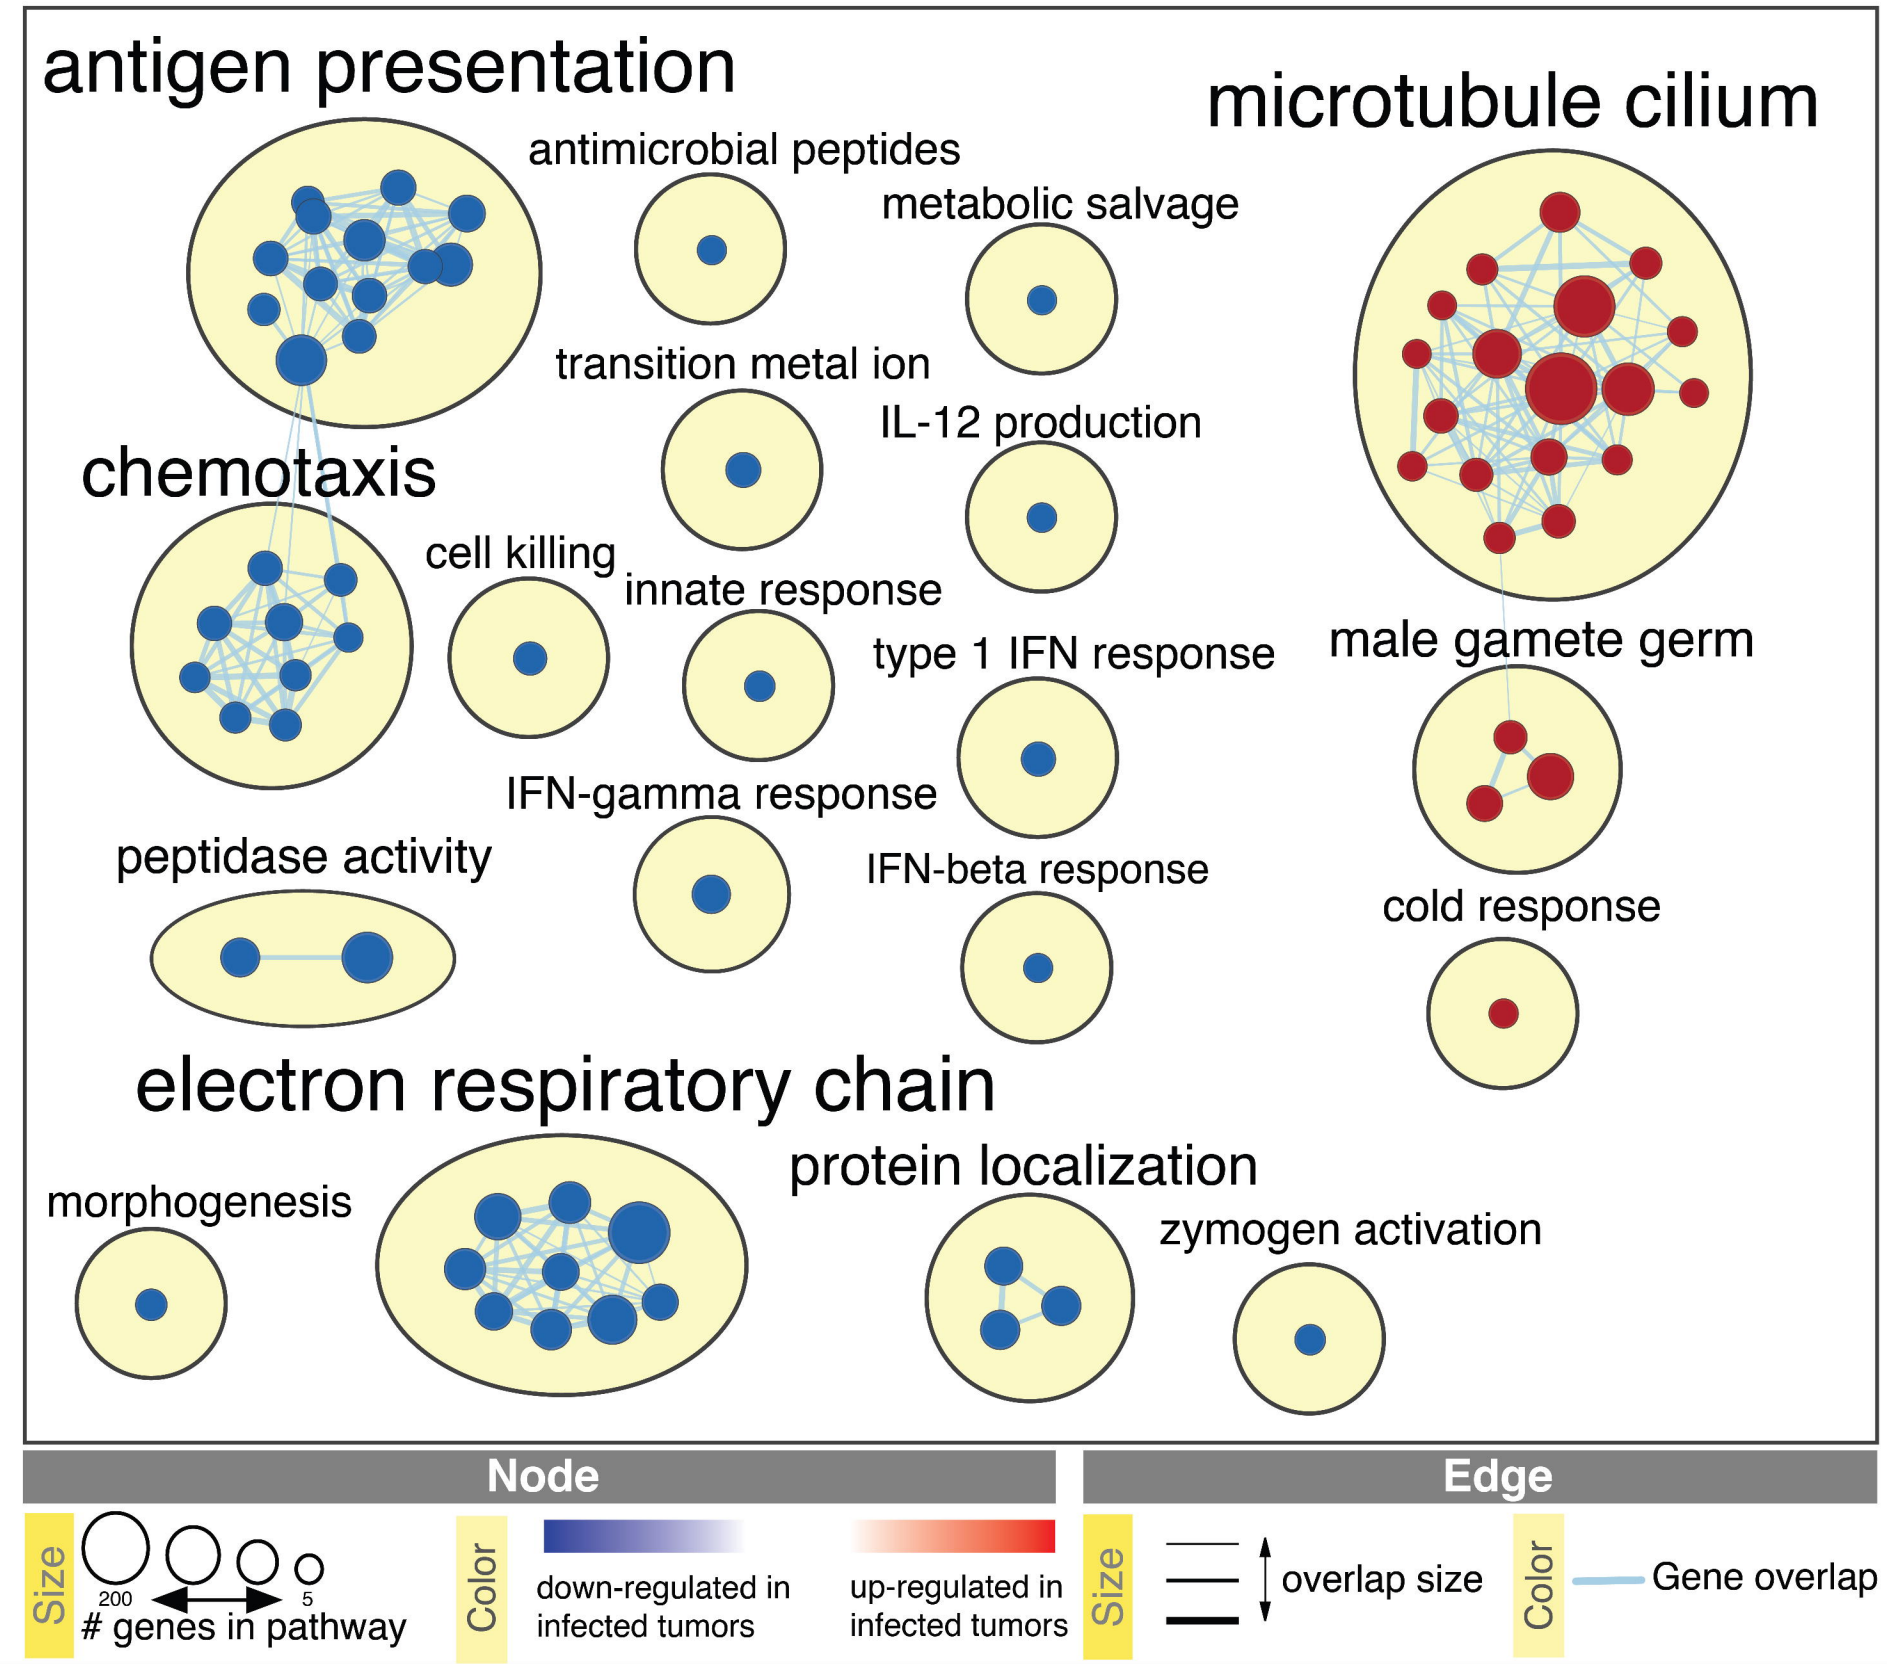 antigen presentation
microtubule cilium
antimicrobial peptides
metabolic salvage
transition metal ion
IL-12 production
chemotaxis
cell killing
innate response
type 1 IFN response
male gamete germ
IFN-gamma response
peptidase activity
IFN-beta response
cold response
electron respiratory chain
protein localization
morphogenesis
zymogen activation
Node
Edge
Size
200
5
# genes in pathway
Color
down-regulated in
infected tumors
up-regulated in
infected tumors
Size
overlap size
Color
Gene overlap